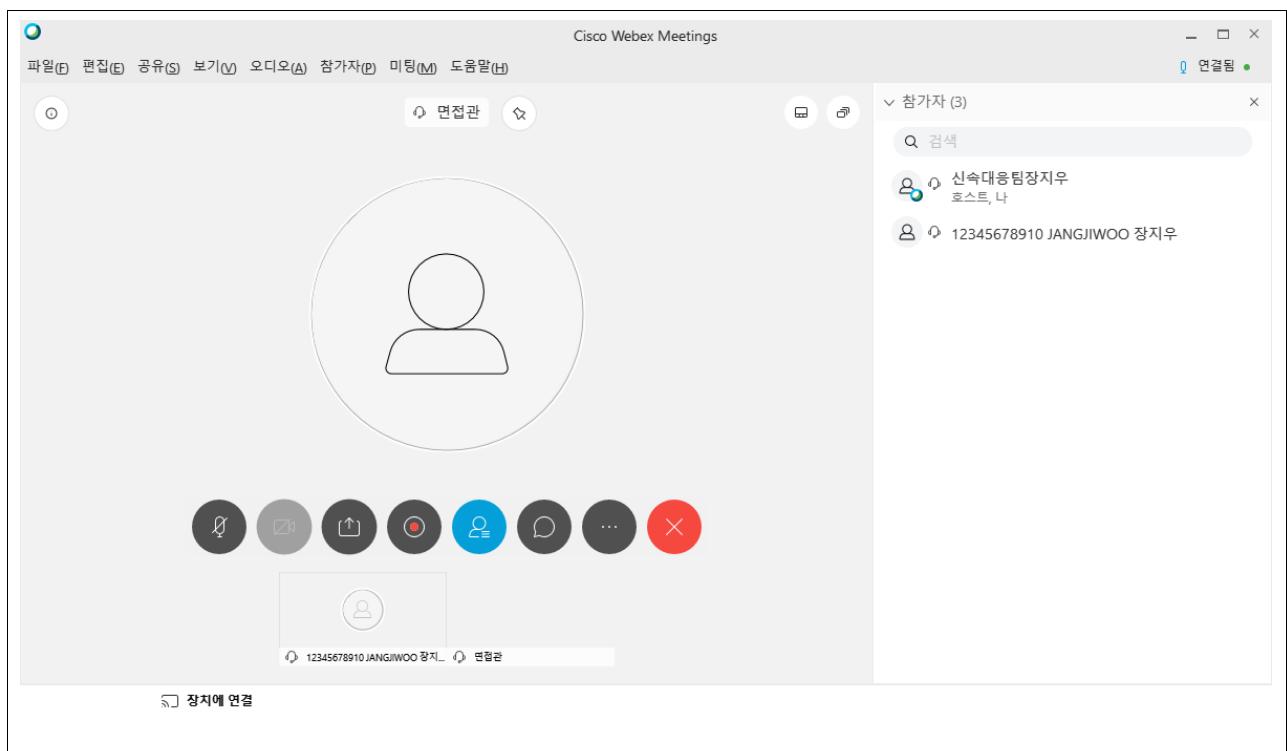 Cisco Webex Meetings
파일(F) 편집(E) 공유(S) 보기(V) 오디오(A) 참가자(P) 미팅(M) 도움말(H) 연결됨
면접관
참가자 (3)
검색
신속대응팀장지우
호스트, 나
12345678910 JANGJIWOO 장지우
12345678910 JANGJIWOO 장지... 면접관
장치에 연결